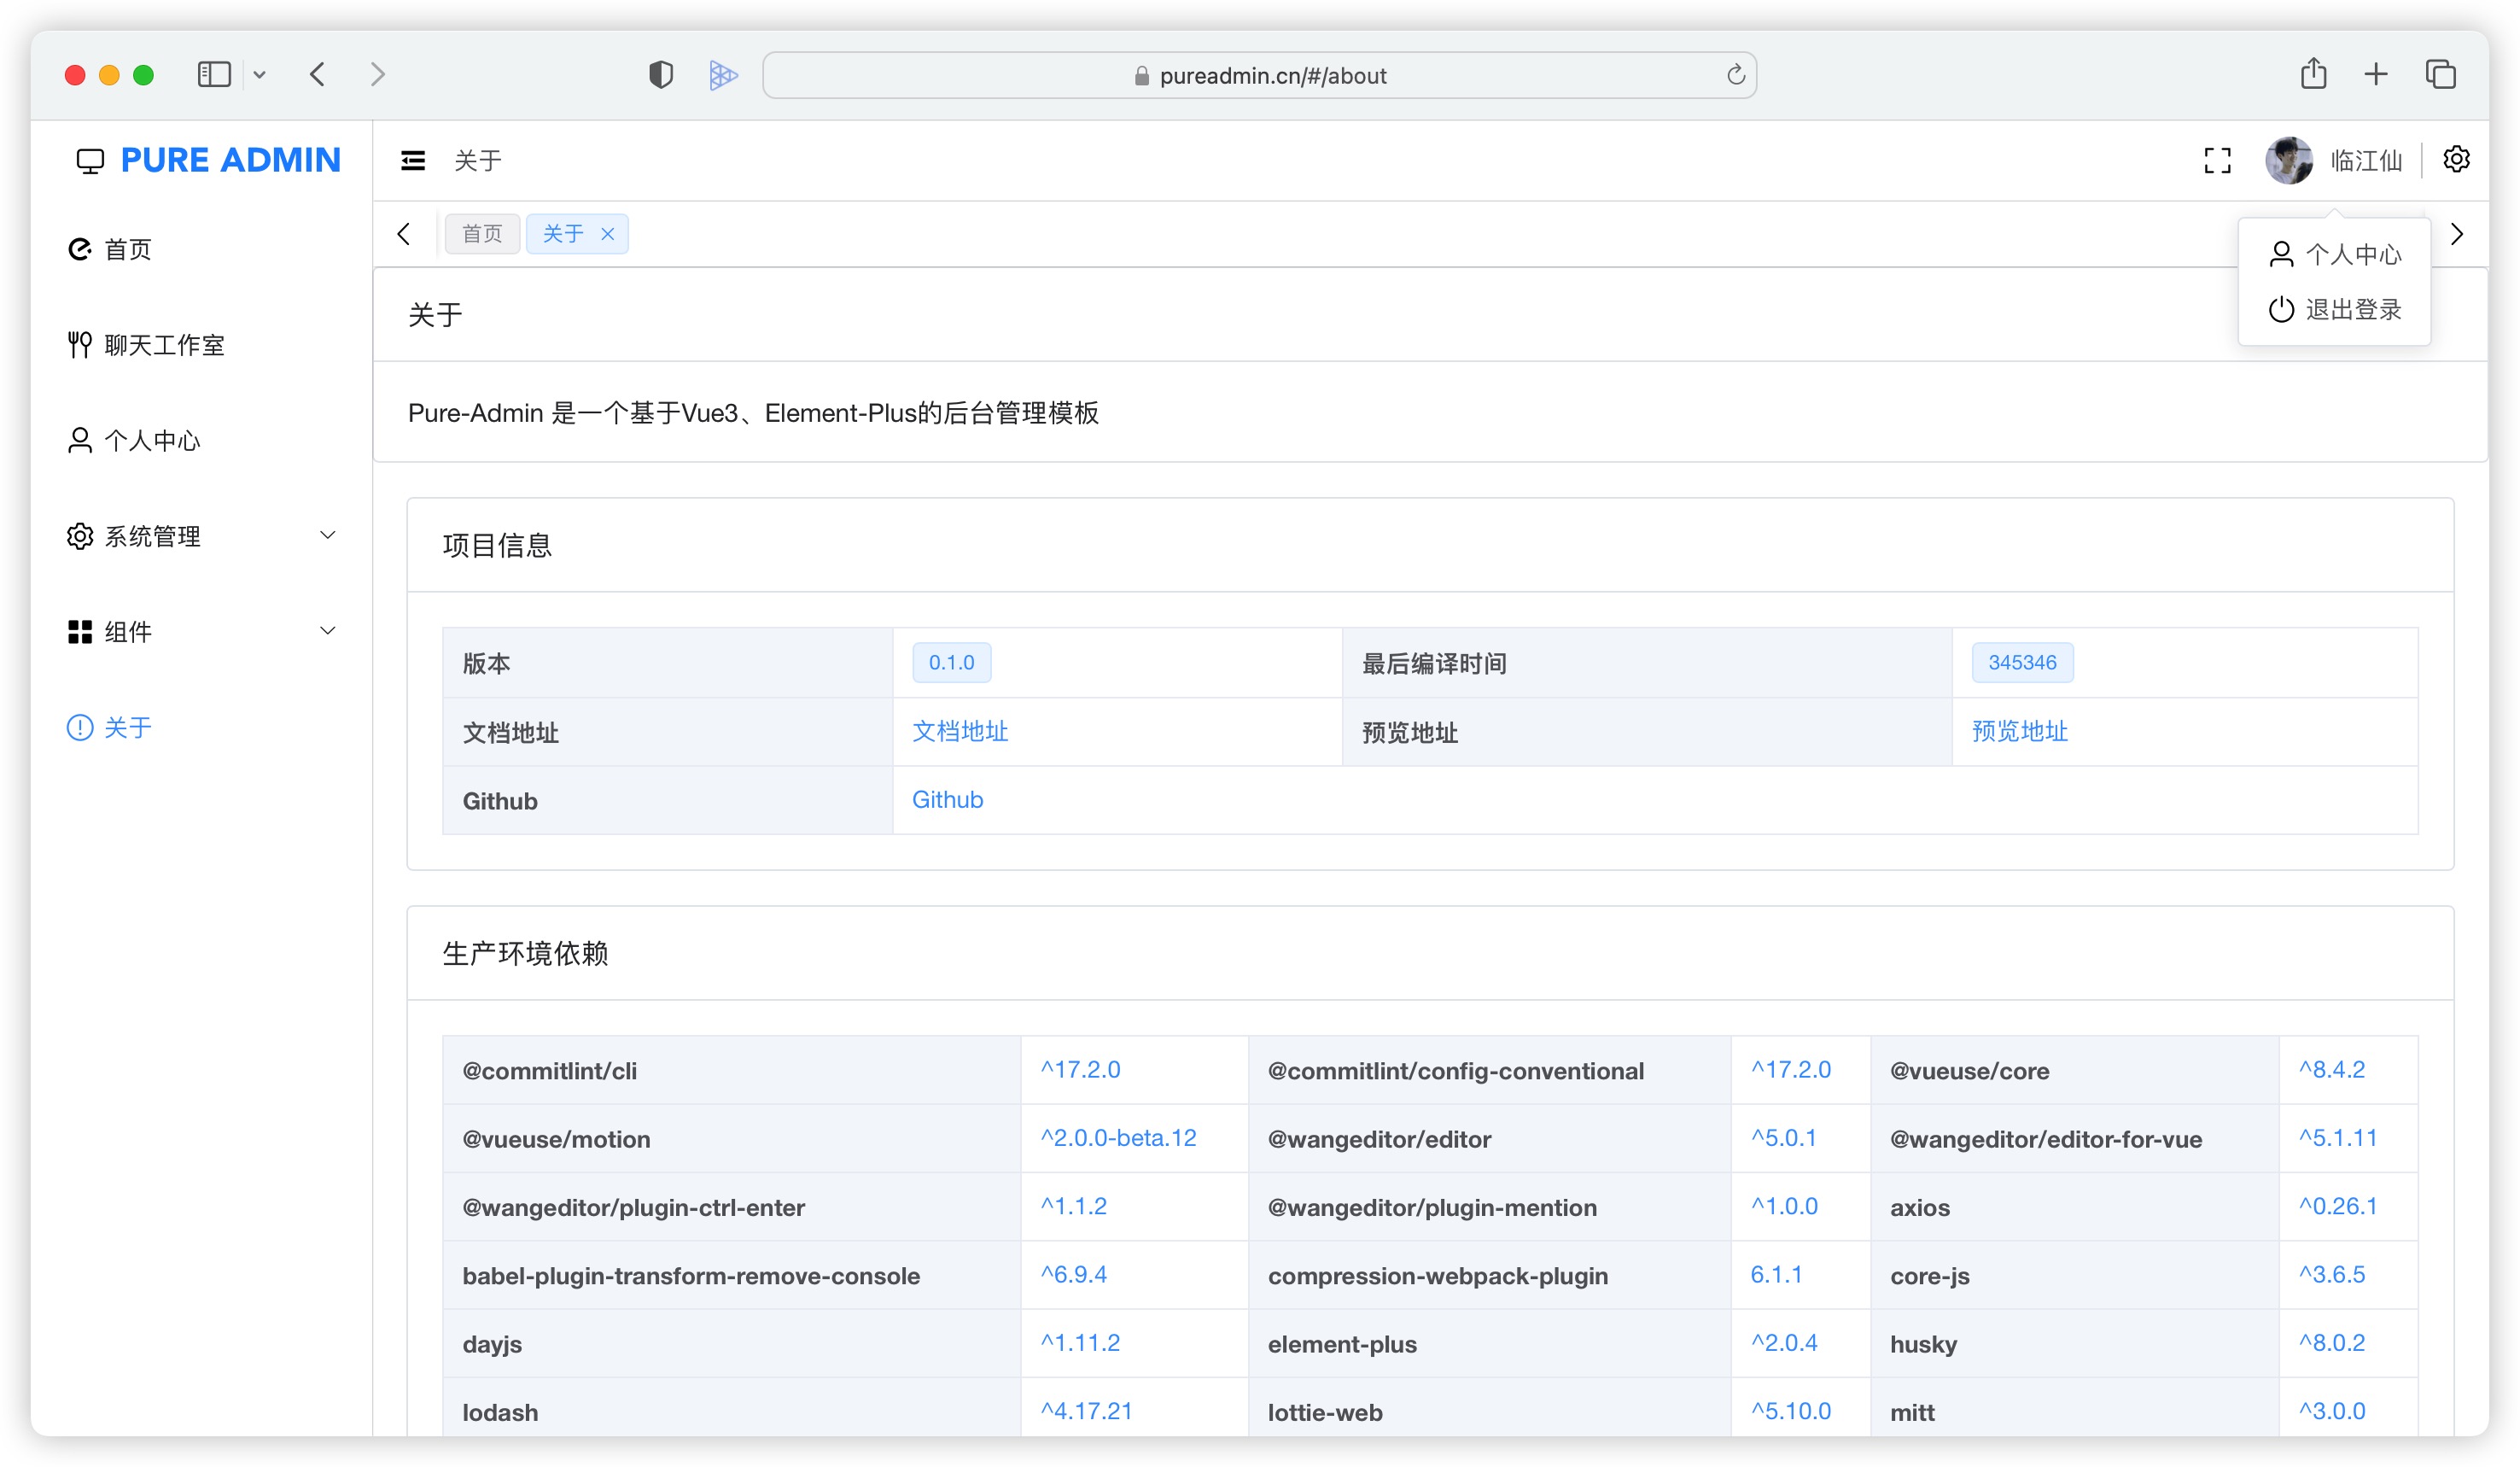 pureadmin.cn/#/about
PURE ADMIN
关于
临江仙
首页
聊天工作室
个人中心
系统管理
组件
关于
首页 关于
个人中心
退出登录
关于
Pure-Admin 是一个基于Vue3、Element-Plus的后台管理模板
项目信息
版本 0.1.0 最后编译时间 345346
文档地址 文档地址 预览地址 预览地址
Github Github
生产环境依赖
@commitlint/cli ^17.2.0 @commitlint/config-conventional ^17.2.0 @vueuse/core ^8.4.2
@vueuse/motion ^2.0.0-beta.12 @wangeditor/editor ^5.0.1 @wangeditor/editor-for-vue ^5.1.11
@wangeditor/plugin-ctrl-enter ^1.1.2 @wangeditor/plugin-mention ^1.0.0 axios ^0.26.1
babel-plugin-transform-remove-console ^6.9.4 compression-webpack-plugin 6.1.1 core-js ^3.6.5
dayjs ^1.11.2 element-plus ^2.0.4 husky ^8.0.2
lodash ^4.17.21 lottie-web ^5.10.0 mitt ^3.0.0